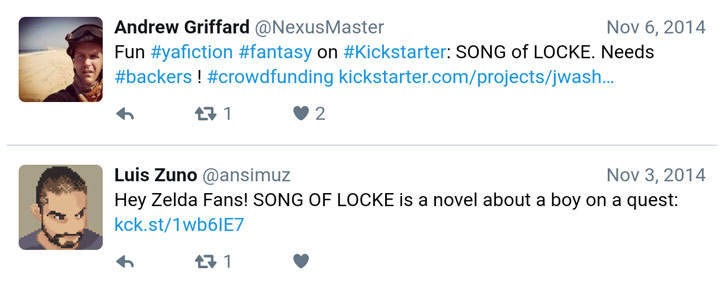 Andrew Griffard @NexusMaster Nov 6, 2014
Fun #yafiction #fantasy on #Kickstarter: SONG of LOCKE. Needs
#backers ! #crowdfunding kickstarter.com/projects/jwash…
1 2
Luis Zuno @ansimuz Nov 3, 2014
Hey Zelda Fans! SONG OF LOCKE is a novel about a boy on a quest:
kck.st/1wb6IE7
1